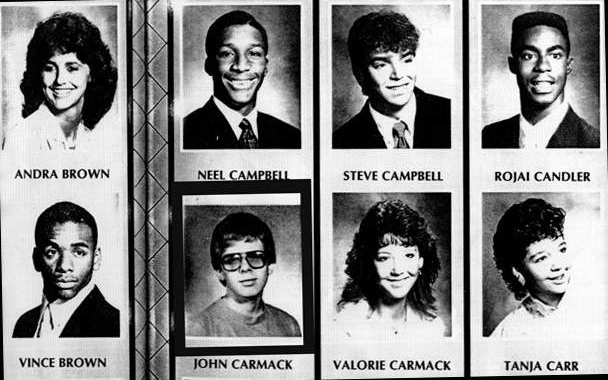 ANDRA BROWN
NEEL CAMPBELL
STEVE CAMPBELL
ROJAI CANDLER
VINCE BROWN
JOHN CARMACK
VALORIE CARMACK
TANJA CARR